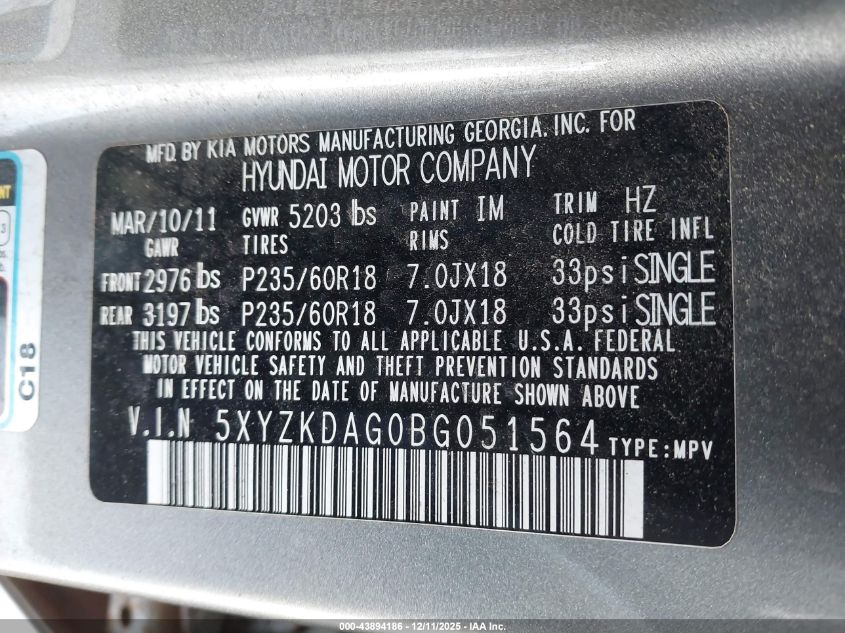 MFD. BY KIA MOTORS MANUFACTURING GEORGIA. INC. FOR
HYUNDAI MOTOR COMPANY
MAR/10/11 GVWR 5203 lbs PAINT IM TRIM HZ
GAWR TIRES RIMS COLD TIRE INFL
FRONT 2976 lbs P235/60R18 7.0JX18 33psi SINGLE
REAR 3197 lbs P235/60R18 7.0JX18 33psi SINGLE
THIS VEHICLE CONFORMS TO ALL APPLICABLE U.S.A. FEDERAL
MOTOR VEHICLE SAFETY AND THEFT PREVENTION STANDARDS
IN EFFECT ON THE DATE OF MANUFACTURE SHOWN ABOVE
V.I.N 5XYZKDAG0BG051564 TYPE:MPV
C18
000-43894186 - 12/11/2025 - IAA Inc.